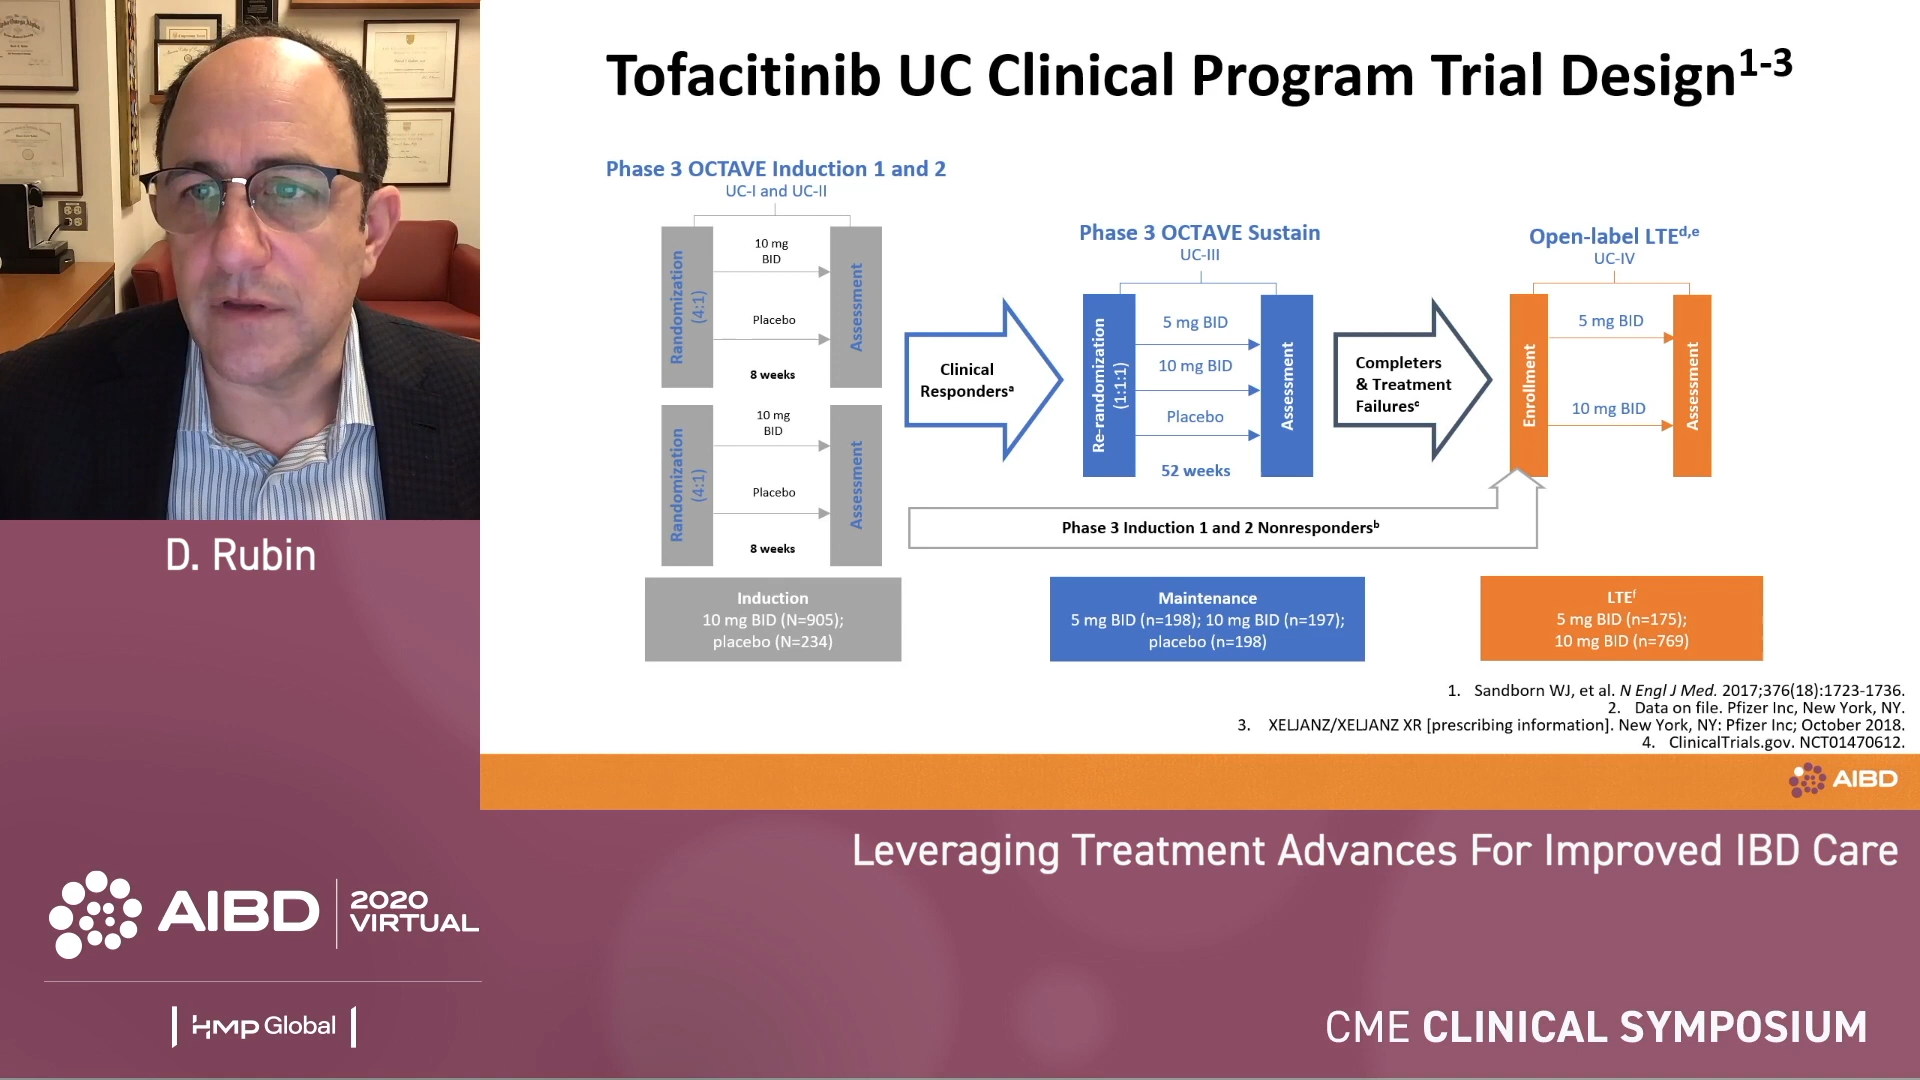 Tofacitinib UC Clinical Program Trial Design1-3
Phase 3 OCTAVE Induction 1 and 2
UC-I and UC-II
Randomization
(4:1)
10 mg
BID
Placebo
8 weeks
Assessment
Randomization
(4:1)
10 mg
BID
Placebo
8 weeks
Assessment
Clinical
Respondersa
Phase 3 OCTAVE Sustain
UC-III
Re-randomization
(1:1:1)
5 mg BID
10 mg BID
Placebo
52 weeks
Assessment
Completers
& Treatment
Failuresc
Open-label LTEd,e
UC-IV
Enrollment
5 mg BID
10 mg BID
Assessment
Phase 3 Induction 1 and 2 Nonrespondersb
Induction
10 mg BID (N=905);
placebo (N=234)
Maintenance
5 mg BID (n=198); 10 mg BID (n=197);
placebo (n=198)
LTEf
5 mg BID (n=175);
10 mg BID (n=769)
1. Sandborn WJ, et al. N Engl J Med. 2017;376(18):1723-1736.
2. Data on file. Pfizer Inc, New York, NY.
3. XELJANZ/XELJANZ XR [prescribing information]. New York, NY: Pfizer Inc; October 2018.
4. ClinicalTrials.gov. NCT01470612.
AIBD
D. Rubin
Leveraging Treatment Advances For Improved IBD Care
AIBD
2020
VIRTUAL
HMP Global
CME CLINICAL SYMPOSIUM